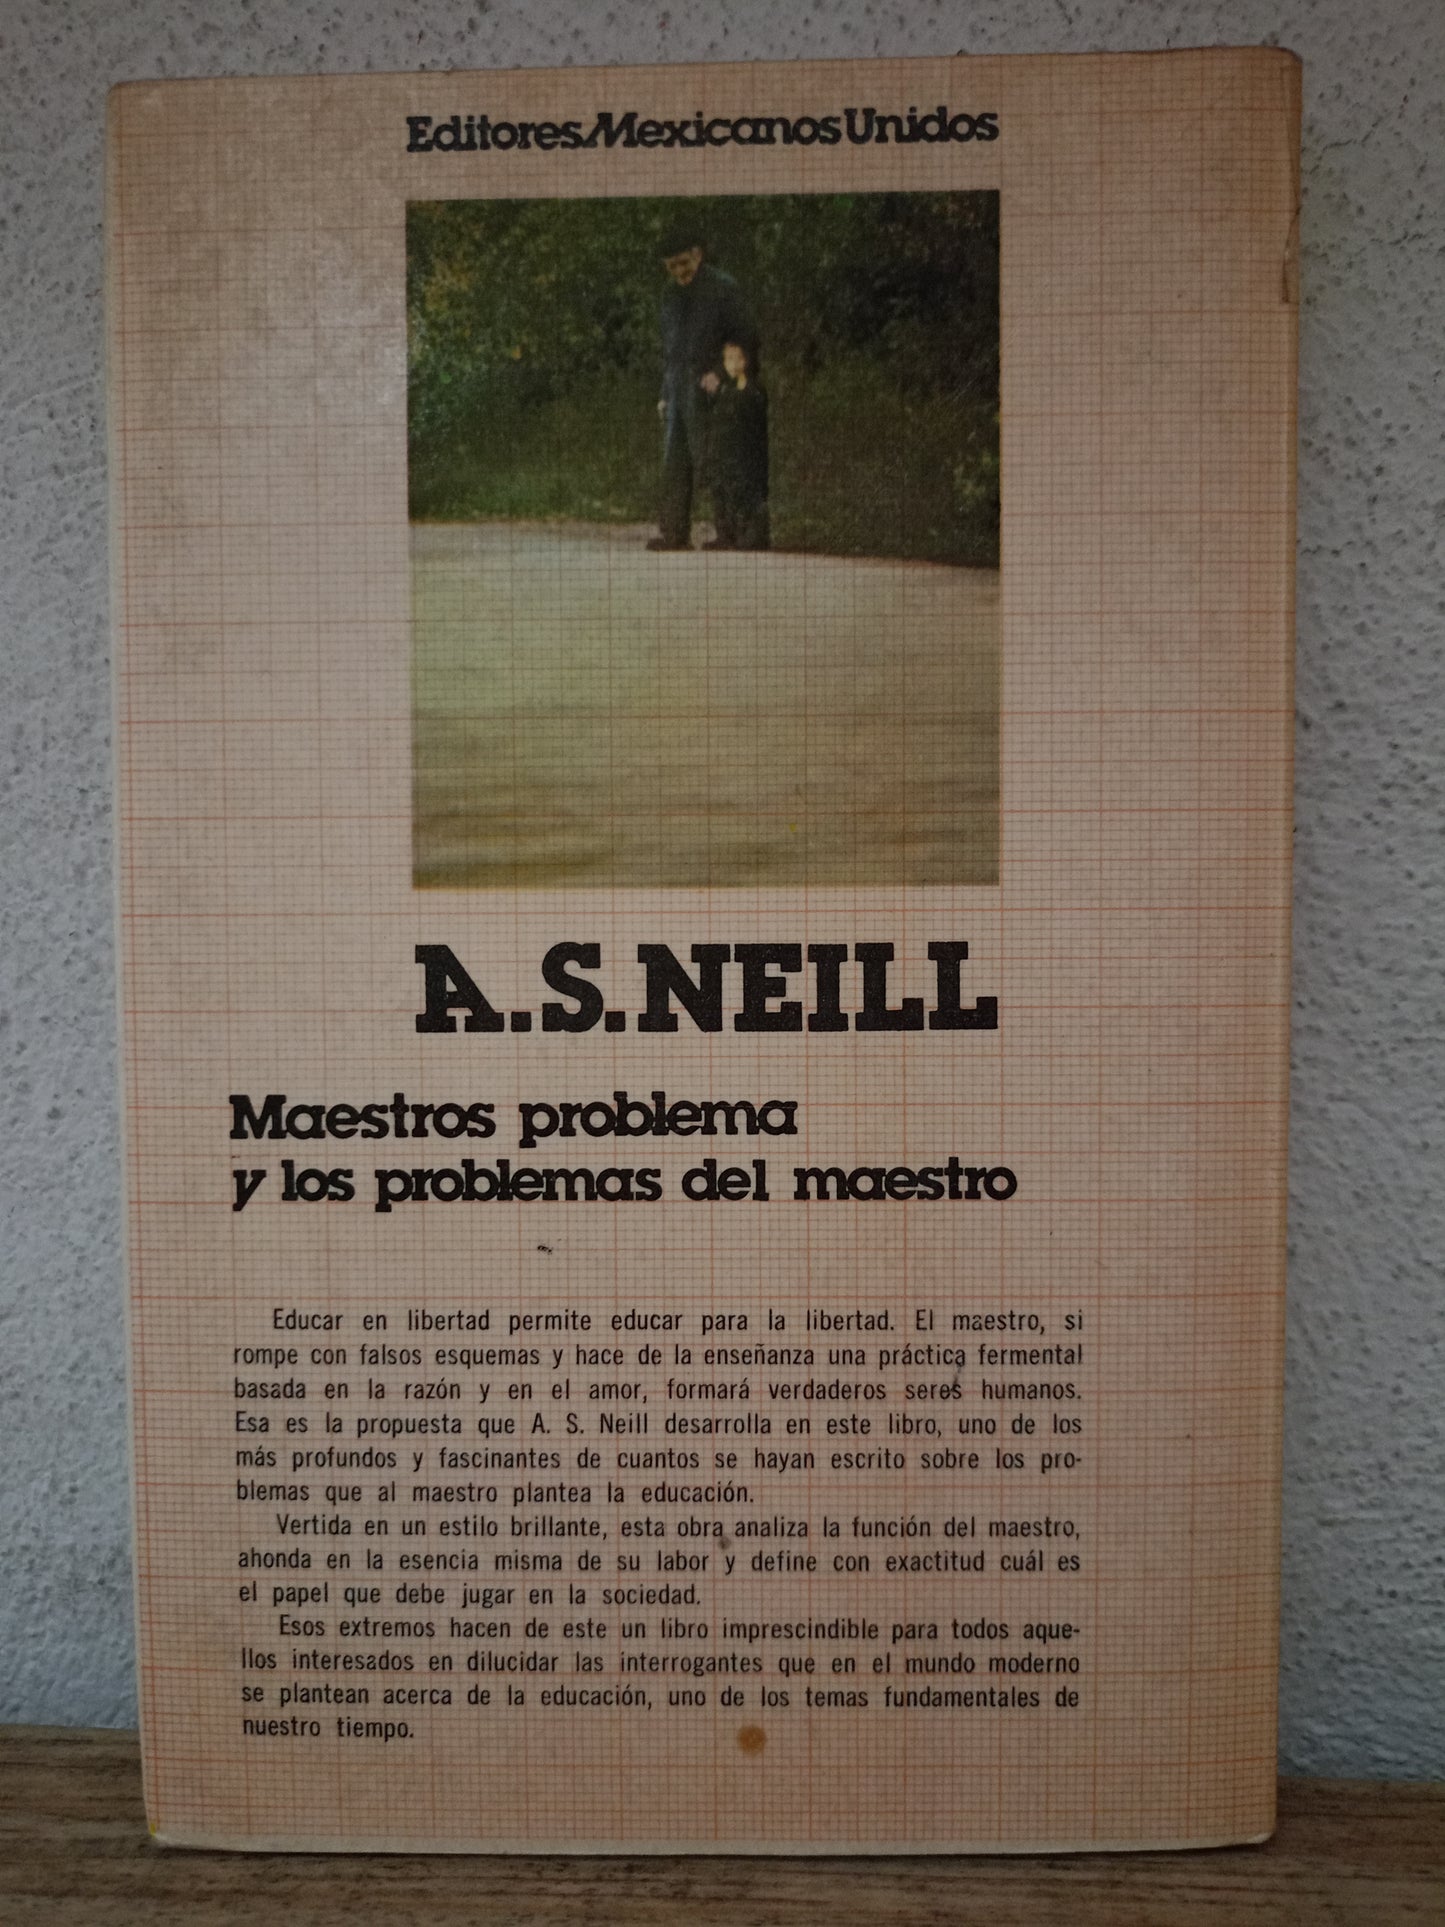 Editores Mexicanos Unidos
A.S.NEILL
Maestros problema
y los problemas del maestro
Educar en libertad permite educar para la libertad. El maestro, si
rompe con falsos esquemas y hace de la enseñanza una práctica fermental
basada en la razón y en el amor, formará verdaderos seres humanos.
Esa es la propuesta que A. S. Neill desarrolla en este libro, uno de los
más profundos y fascinantes de cuantos se hayan escrito sobre los pro-
blemas que al maestro plantea la educación.
Vertida en un estilo brillante, esta obra analiza la función del maestro,
ahonda en la esencia misma de su labor y define con exactitud cuál es
el papel que debe jugar en la sociedad.
Esos extremos hacen de este un libro imprescindible para todos aque-
llos interesados en dilucidar las interrogantes que en el mundo moderno
se plantean acerca de la educación, uno de los temas fundamentales de
nuestro tiempo.